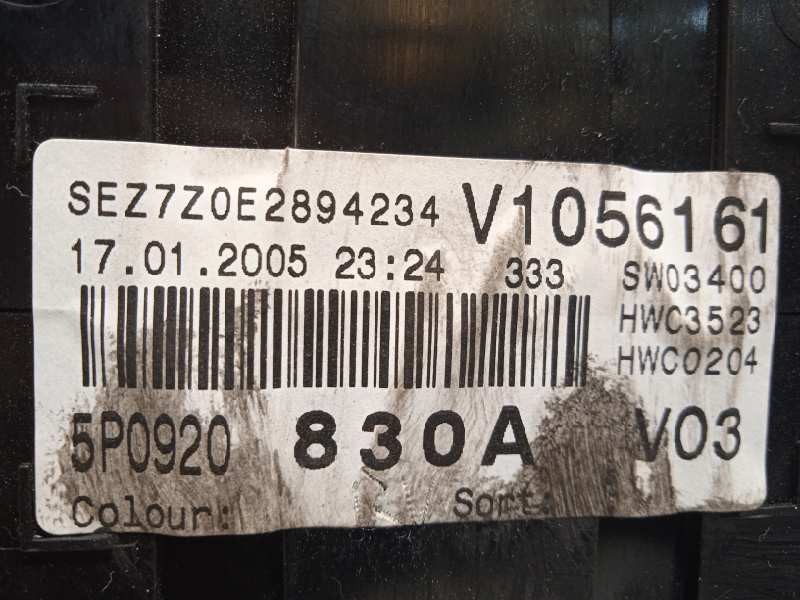 SEZ7Z0E2894234 V1056161
17.01.2005 23:24 333 SW03400
HWC3523
HWC0204
5P0920 830A V03
Colour: Sort: